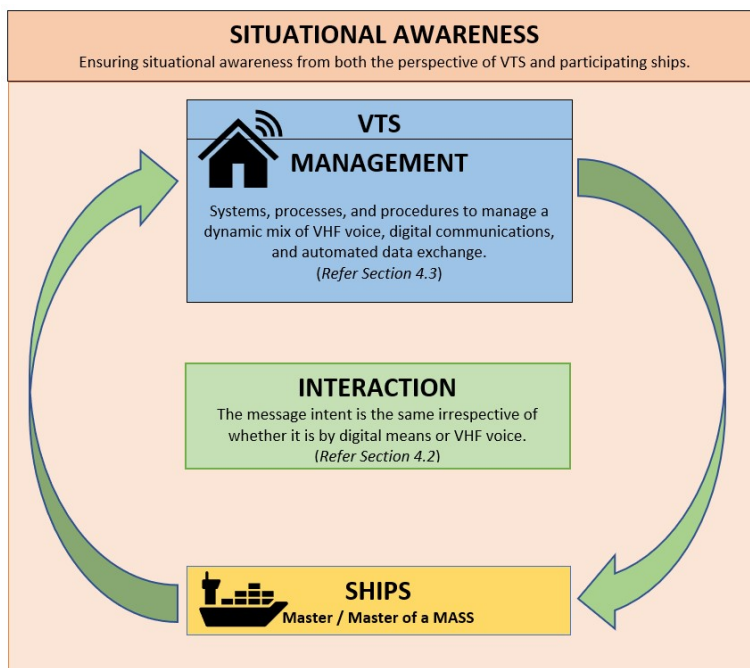 SITUATIONAL AWARENESS
Ensuring situational awareness from both the perspective of VTS and participating ships.
VTS
MANAGEMENT
Systems, processes, and procedures to manage a
dynamic mix of VHF voice, digital communications,
and automated data exchange.
(Refer Section 4.3)
INTERACTION
The message intent is the same irrespective of
whether it is by digital means or VHF voice.
(Refer Section 4.2)
SHIPS
Master / Master of a MASS